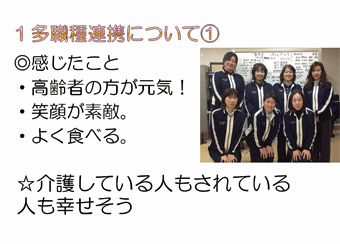 １多職種連携について①
◎感じたこと
・高齢者の方が元気！
・笑顔が素敵。
・よく食べる。
☆介護している人もされている
人も幸せそう